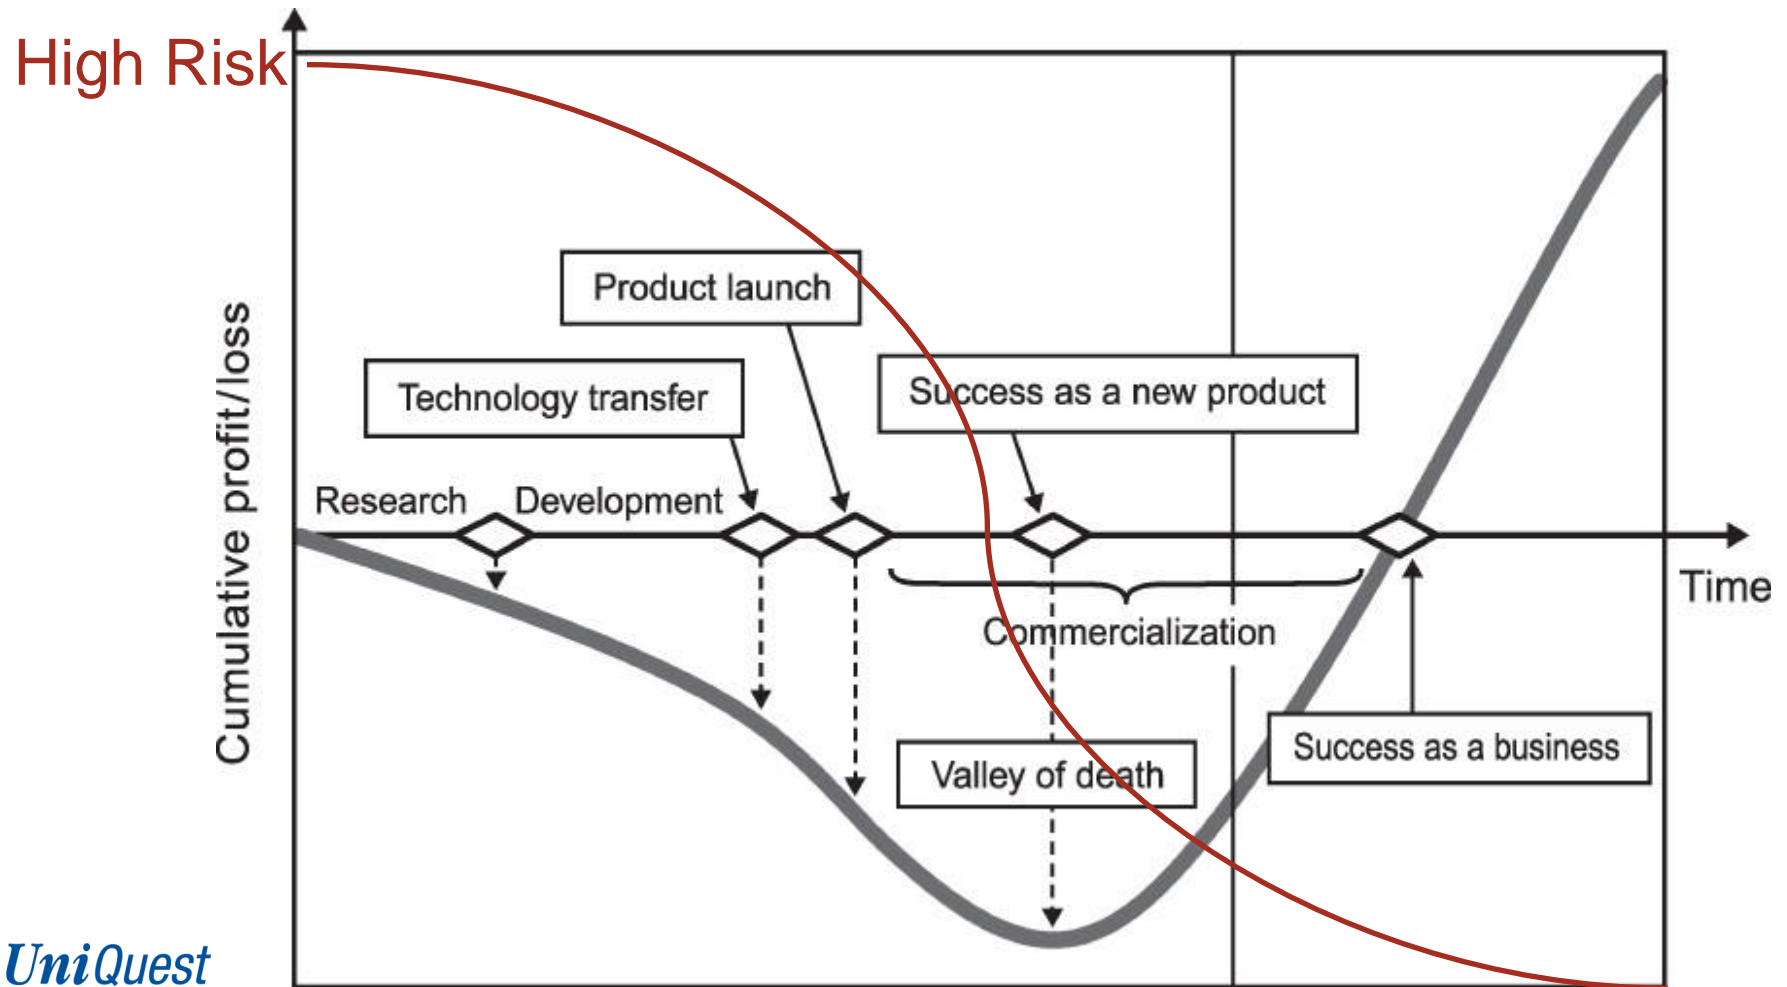 High Risk
Product launch
Technology transfer
Success as a new product
Research
Development
Cumulative profit/loss
Time
Commercialization
Success as a business
Valley of death
UniQuest